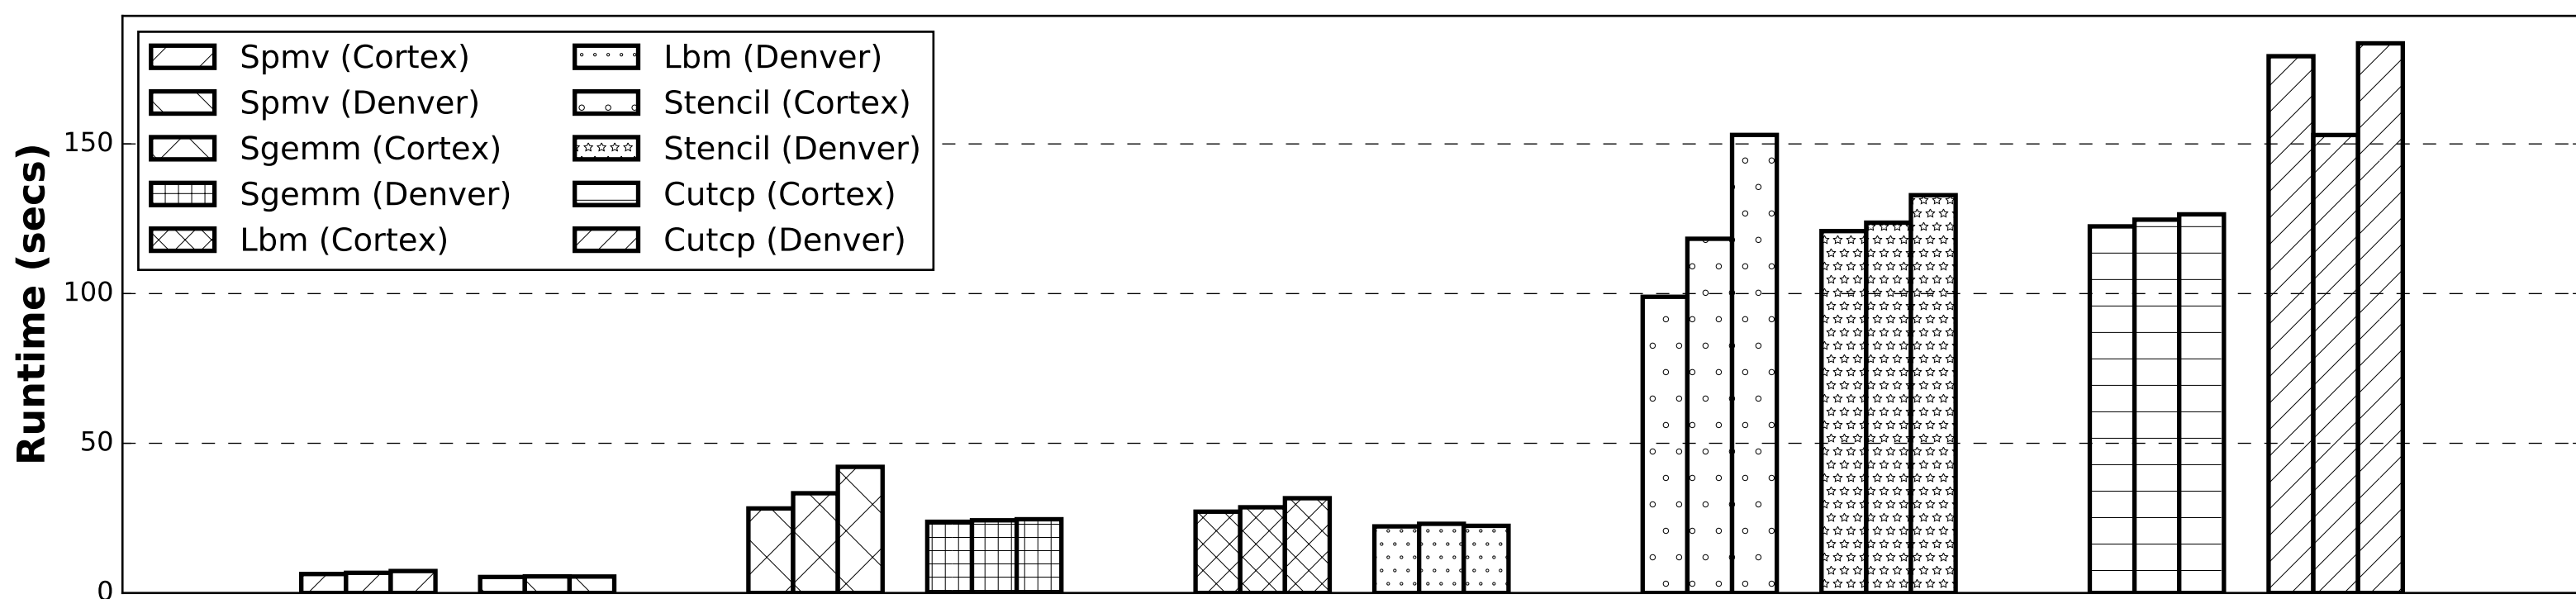 Runtime (secs)
150
100
50
0
Spmv (Cortex)
Spmv (Denver)
Sgemm (Cortex)
Sgemm (Denver)
Lbm (Cortex)
Lbm (Denver)
Stencil (Cortex)
Stencil (Denver)
Cutcp (Cortex)
Cutcp (Denver)